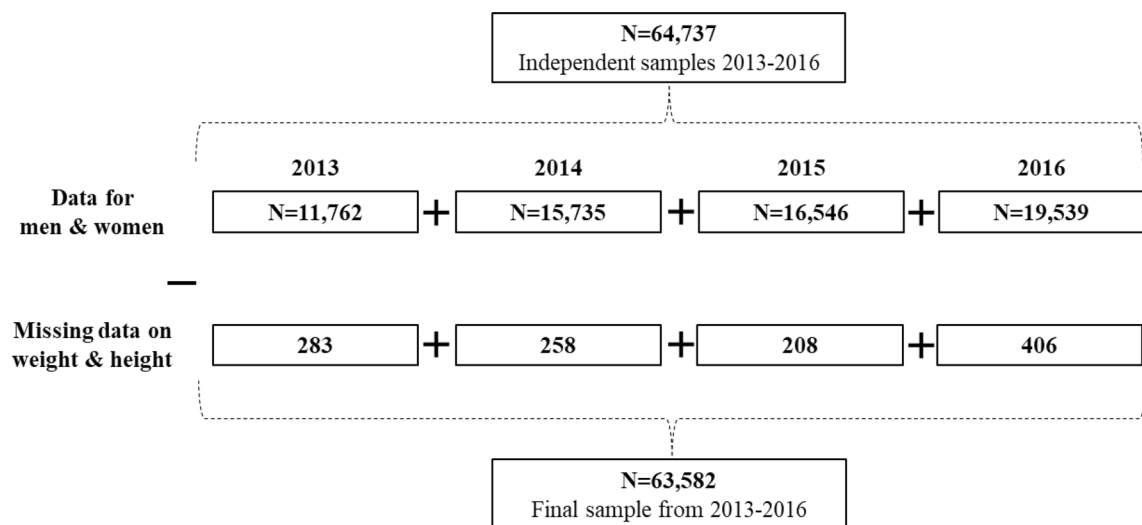 N=64,737
Independent samples 2013-2016
2013 2014 2015 2016
Data for
men & women
N=11,762 + N=15,735 + N=16,546 + N=19,539
−
Missing data on
weight & height
283 + 258 + 208 + 406
N=63,582
Final sample from 2013-2016